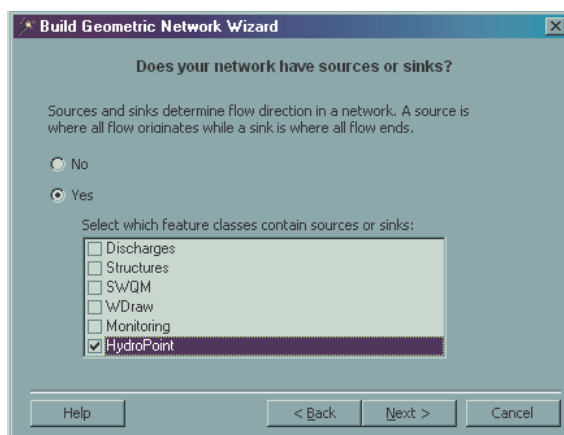 Build Geometric Network Wizard
Does your network have sources or sinks?
Sources and sinks determine flow direction in a network. A source is
where all flow originates while a sink is where all flow ends.
No
Yes
Select which feature classes contain sources or sinks:
Discharges
Structures
SWQM
WDraw
Monitoring
HydroPoint
Help
< Back
Next >
Cancel